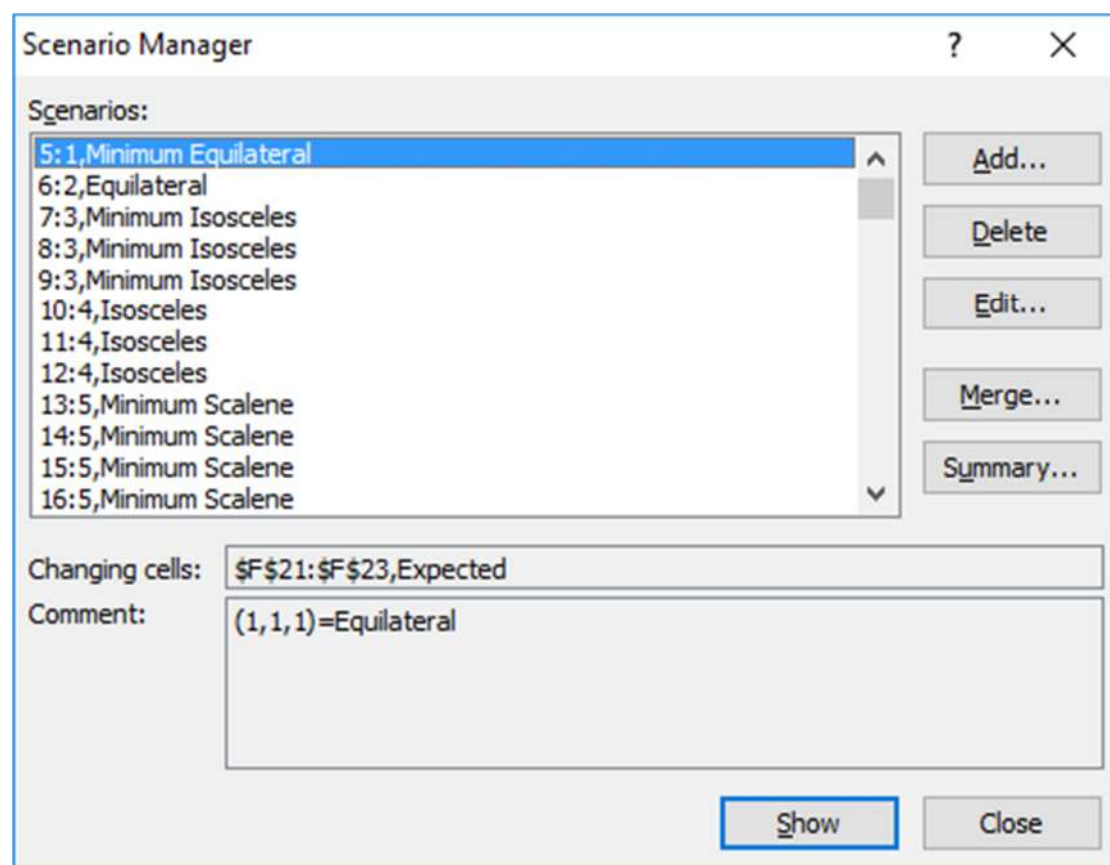 Scenario Manager
?
Scenarios:
5:1,Minimum Equilateral
6:2,Equilateral
7:3,Minimum Isosceles
8:3,Minimum Isosceles
9:3,Minimum Isosceles
10:4,Isosceles
11:4,Isosceles
12:4,Isosceles
13:5,Minimum Scalene
14:5,Minimum Scalene
15:5,Minimum Scalene
16:5,Minimum Scalene
Add...
Delete
Edit...
Merge...
Summary...
Changing cells: $F$21:$F$23,Expected
Comment: (1,1,1)=Equilateral
Show
Close